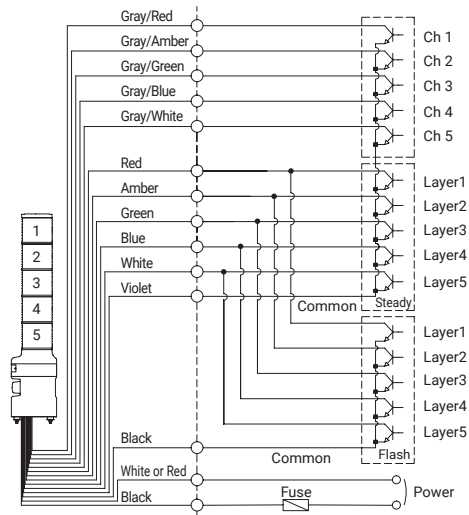 Gray/Red
Ch 1
Gray/Amber
Ch 2
Gray/Green
Ch 3
Gray/Blue
Ch 4
Gray/White
Ch 5
Red
Layer1
Amber
Layer2
Green
Layer3
Blue
Layer4
White
Layer5
Violet
Common
Steady
1
2
3
4
5
Layer1
Layer2
Layer3
Layer4
Layer5
Black
Common
Flash
White or Red
Power
Black
Fuse